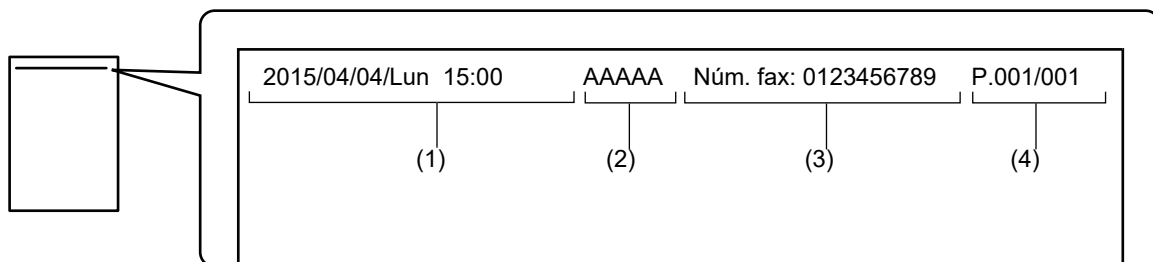 2015/04/04/Lun 15:00 AAAAA Núm. fax: 0123456789 P.001/001
(1) (2) (3) (4)